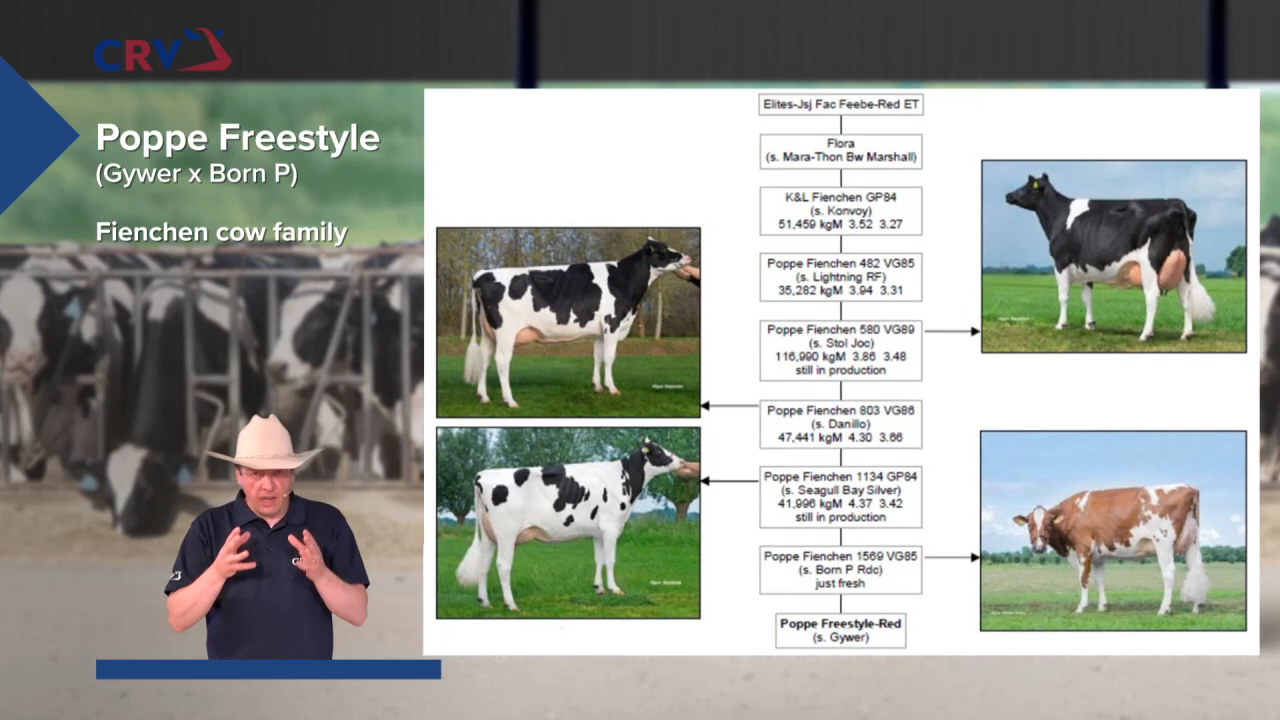 CRV
Poppe Freestyle
(Gywer x Born P)
Fienchen cow family
Elites-Jsj Fac Feebe-Red ET
Flora
(s. Mara-Thon Bw Marshall)
K&L Fienchen GP84
(s. Konvoy)
51,459 kgM 3.52 3.27
Poppe Fienchen 482 VG85
(s. Lightning RF)
35,282 kgM 3.94 3.31
Poppe Fienchen 580 VG89
(s. Stol Joc)
116,990 kgM 3.86 3.48
still in production
Poppe Fienchen 803 VG86
(s. Danillo)
47,441 kgM 4.30 3.66
Poppe Fienchen 1134 GP84
(s. Seagull Bay Silver)
41,996 kgM 4.37 3.42
still in production
Poppe Fienchen 1569 VG85
(s. Born P Rdc)
just fresh
Poppe Freestyle-Red
(s. Gywer)